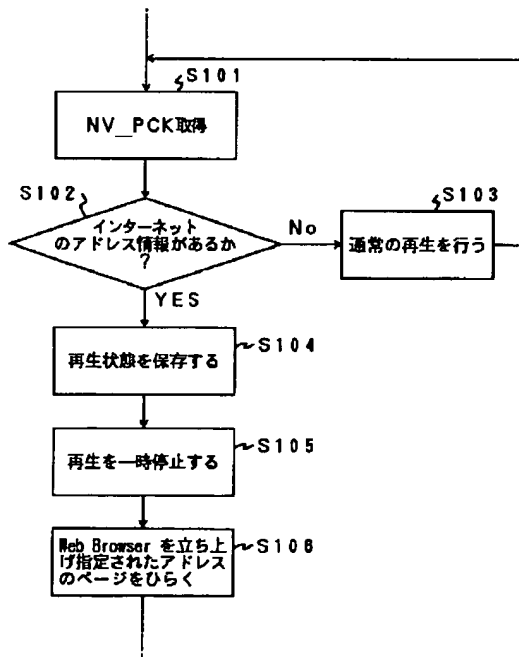 S101
NV_PCK取得
S102
インターネット
のアドレス情報があるか
?
No
S103
通常の再生を行う
YES
再生状態を保存する
S104
再生を一時停止する
S105
Web Browser を立ち上
げ指定されたアドレス
のページをひらく
S106